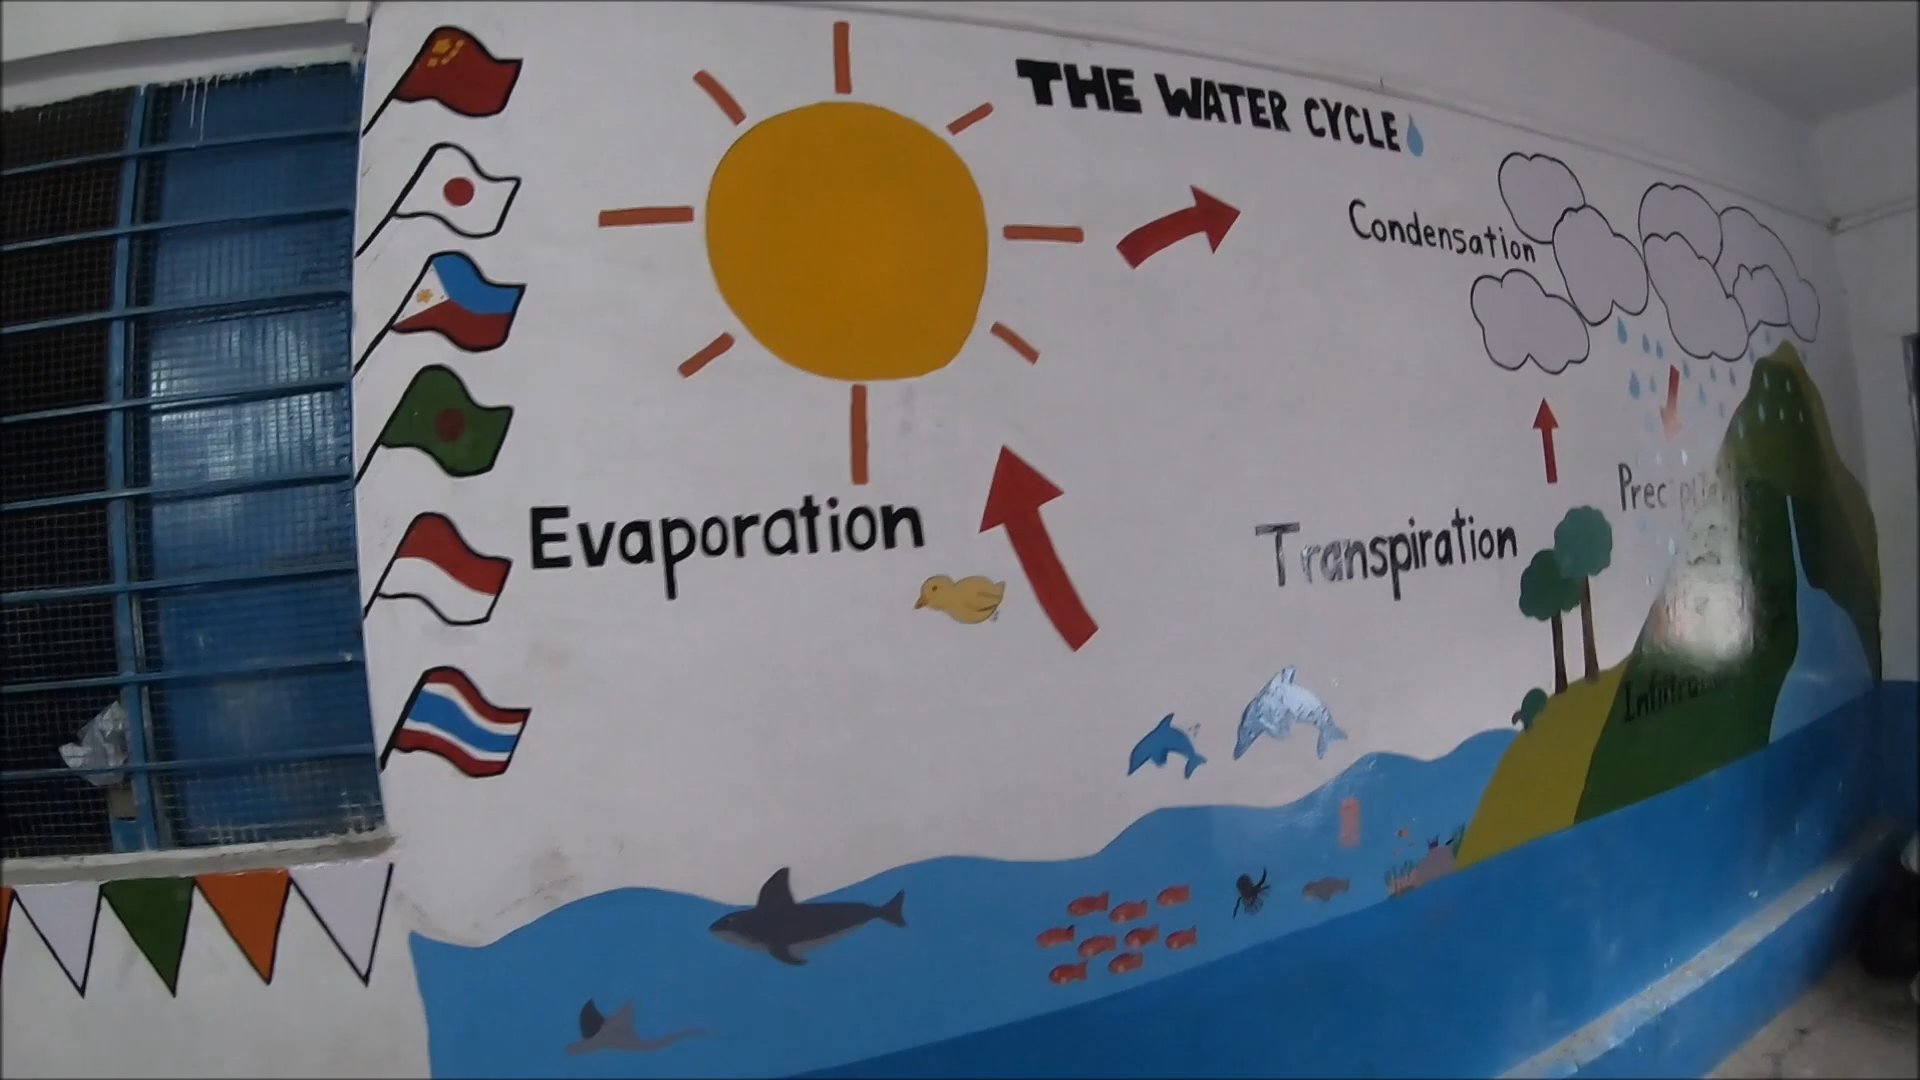 THE WATER CYCLE
Condensation
Evaporation
Transpiration